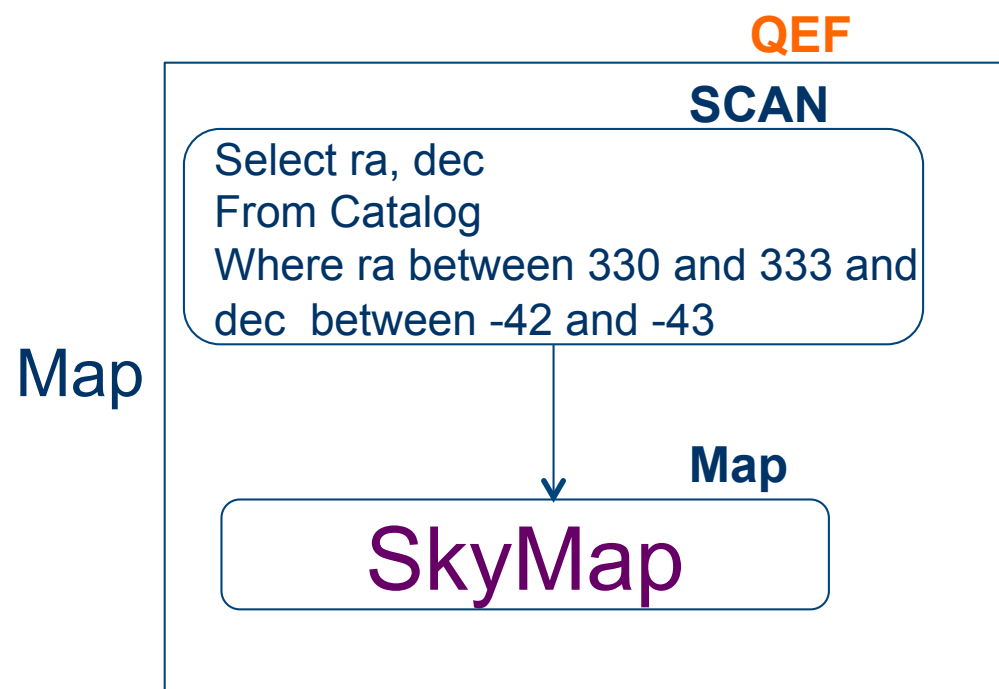 QEF
SCAN
Select ra, dec
From Catalog
Where ra between 330 and 333 and
dec  between -42 and -43
Map
Map
SkyMap